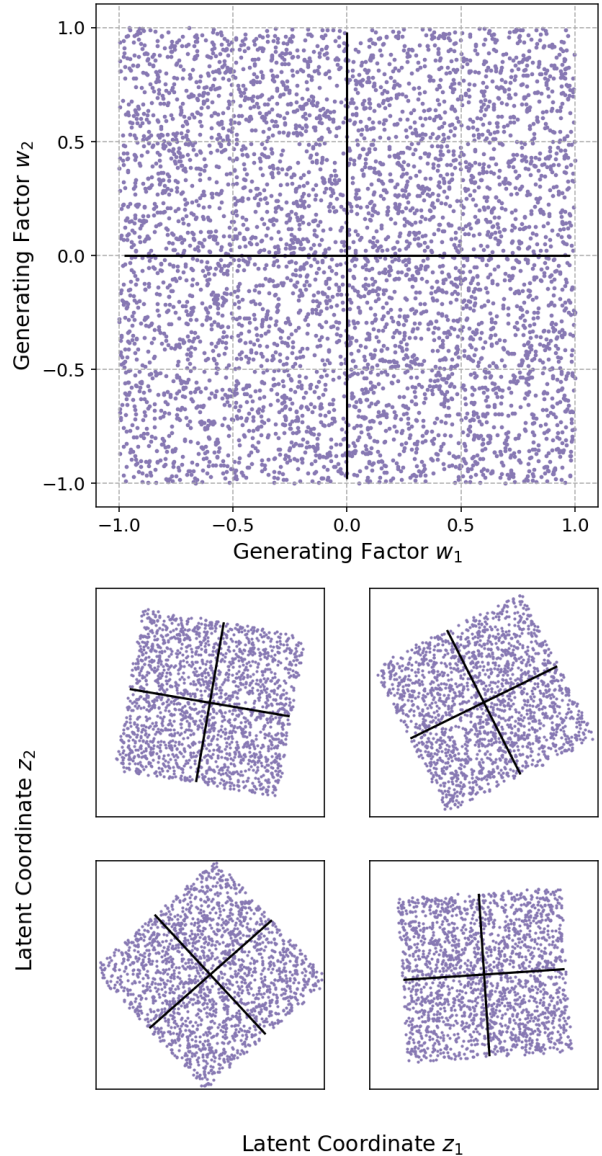 1.0
0.5
0.0
−0.5
−1.0
Generating Factor w₂
−1.0 −0.5 0.0 0.5 1.0
Generating Factor w₁
Latent Coordinate z₂
Latent Coordinate z₁